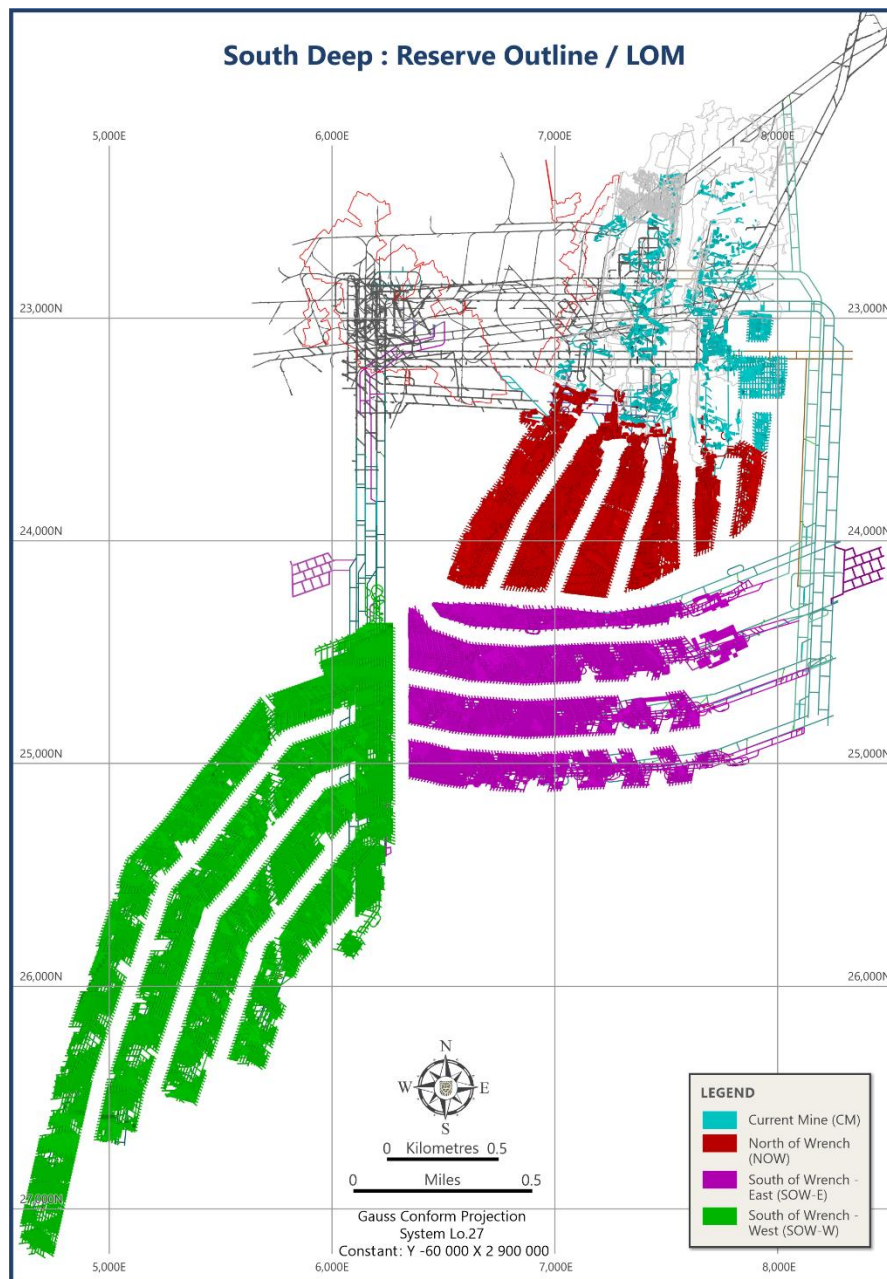 South Deep : Reserve Outline / LOM
5,000E 6,000E 7,000E 8,000E
23,000N 23,000N
24,000N 24,000N
25,000N 25,000N
26,000N 26,000N
27,000N
N
W E
S
0 Kilometres 0.5
Miles
0 0.5
Gauss Conform Projection
System Lo.27
Constant: Y -60 000 X 2 900 000
LEGEND
Current Mine (CM)
North of Wrench
(NOW)
South of Wrench -
East (SOW-E)
South of Wrench -
West (SOW-W)
5,000E 6,000E 7,000E 8,000E